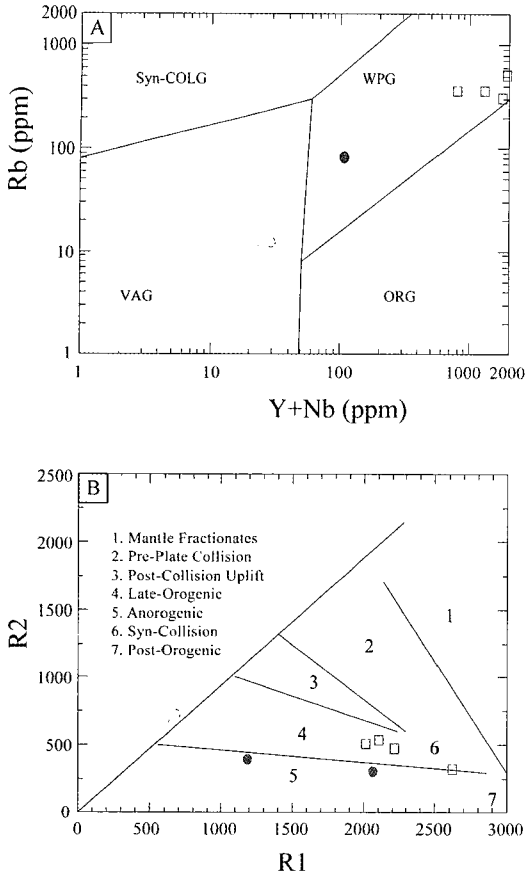 A
2000
1000
100
10
1
Rb (ppm)
Syn-COLG
WPG
VAG
ORG
1
10
100
1000
2000
Y+Nb (ppm)
B
2500
2000
1500
1000
500
0
R2
1. Mantle Fractionates
2. Pre-Plate Collision
3. Post-Collision Uplift
4. Late-Orogenic
5. Anorogenic
6. Syn-Collision
7. Post-Orogenic
1
2
3
4
6
5
7
0
500
1000
1500
2000
2500
3000
R1